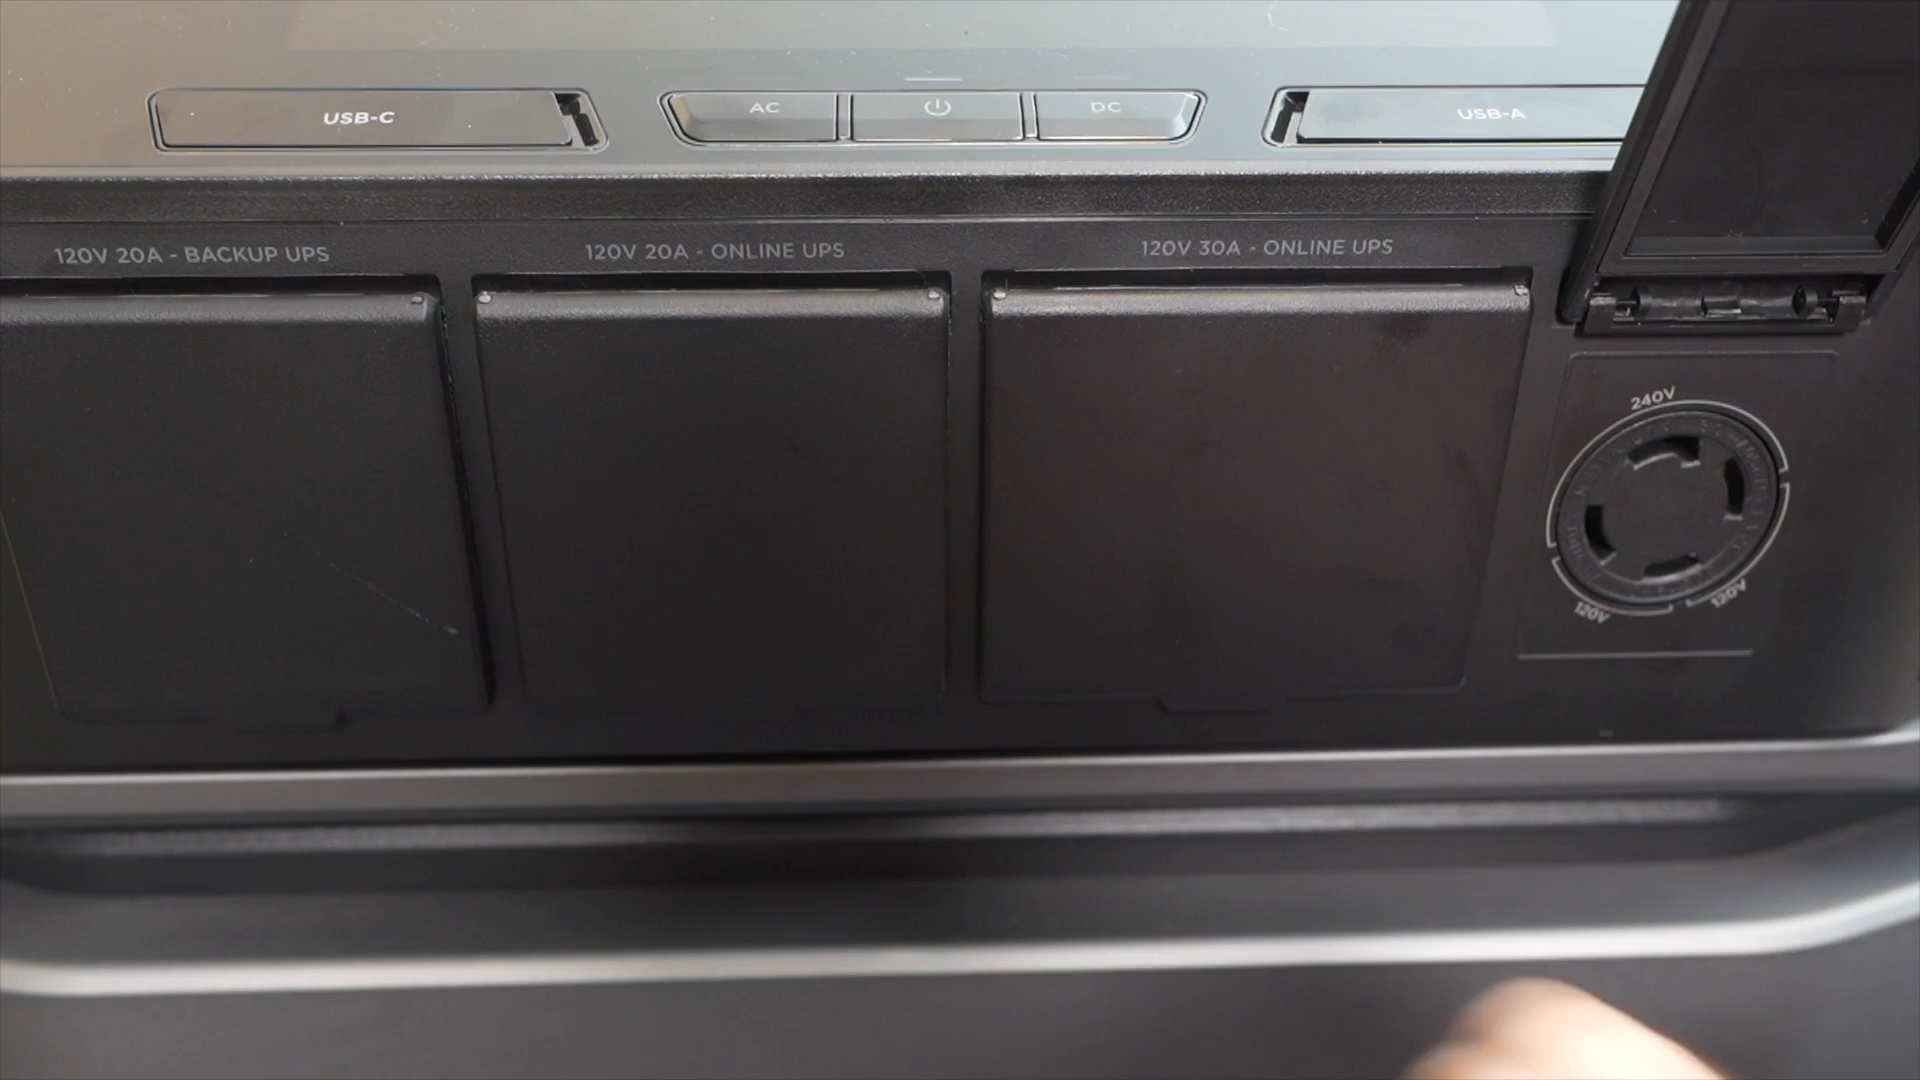 USB-C
AC
DC
USB-A
120V 20A - BACKUP UPS
120V 20A - ONLINE UPS
120V 30A - ONLINE UPS
240V
120V
120V